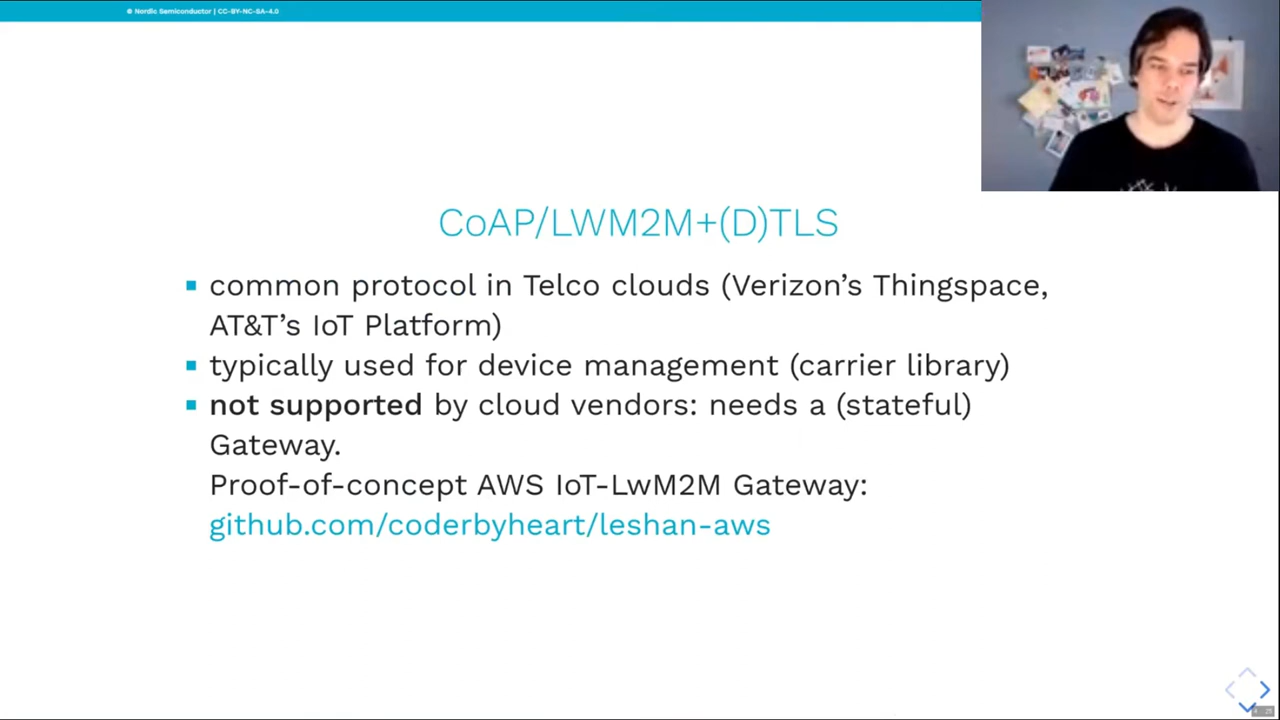 © Nordic Semiconductor | CC-BY-NC-SA-4.0
CoAP/LWM2M+(D)TLS
common protocol in Telco clouds (Verizon’s Thingspace,
AT&T’s IoT Platform)
typically used for device management (carrier library)
not supported by cloud vendors: needs a (stateful)
Gateway.
Proof-of-concept AWS IoT-LwM2M Gateway:
github.com/coderbyheart/leshan-aws